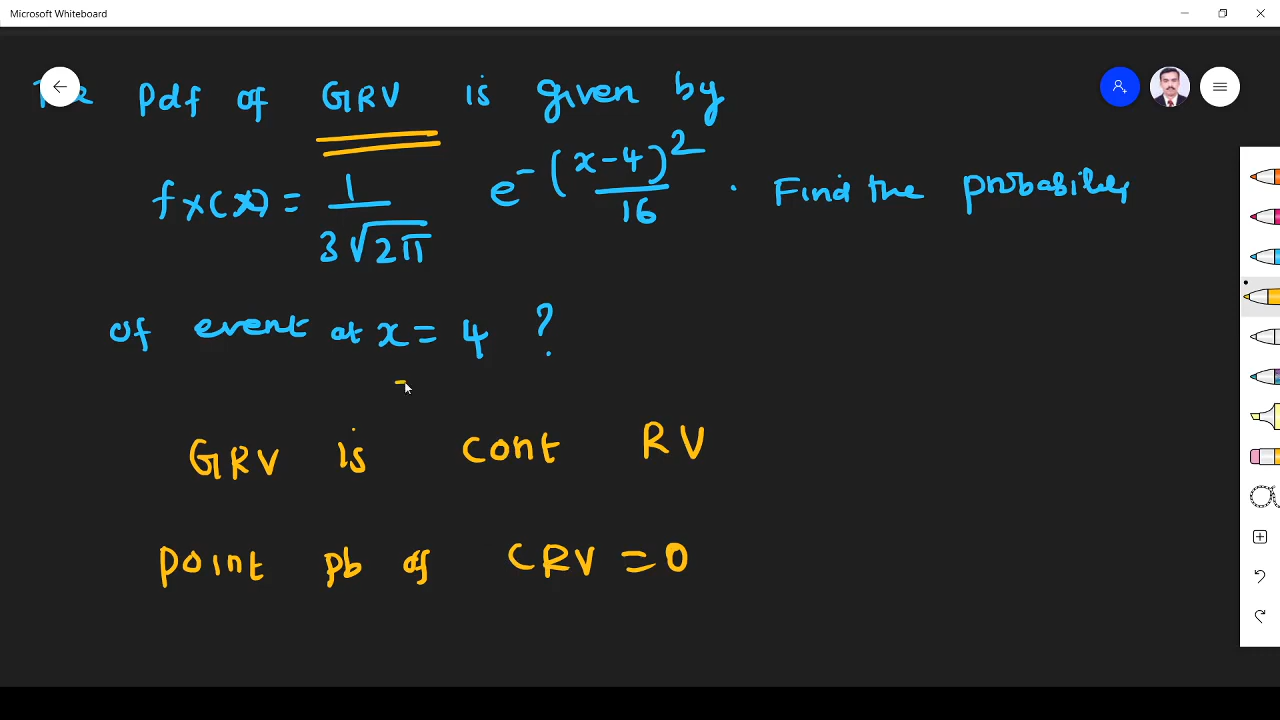 Microsoft Whiteboard
Pdf of GRV is given by
fx(x) = 1/3√2π e^-(x-4)^2/16 . Find the probability
of event at x = 4 ?
GRV is cont RV
point pb of CRV = 0